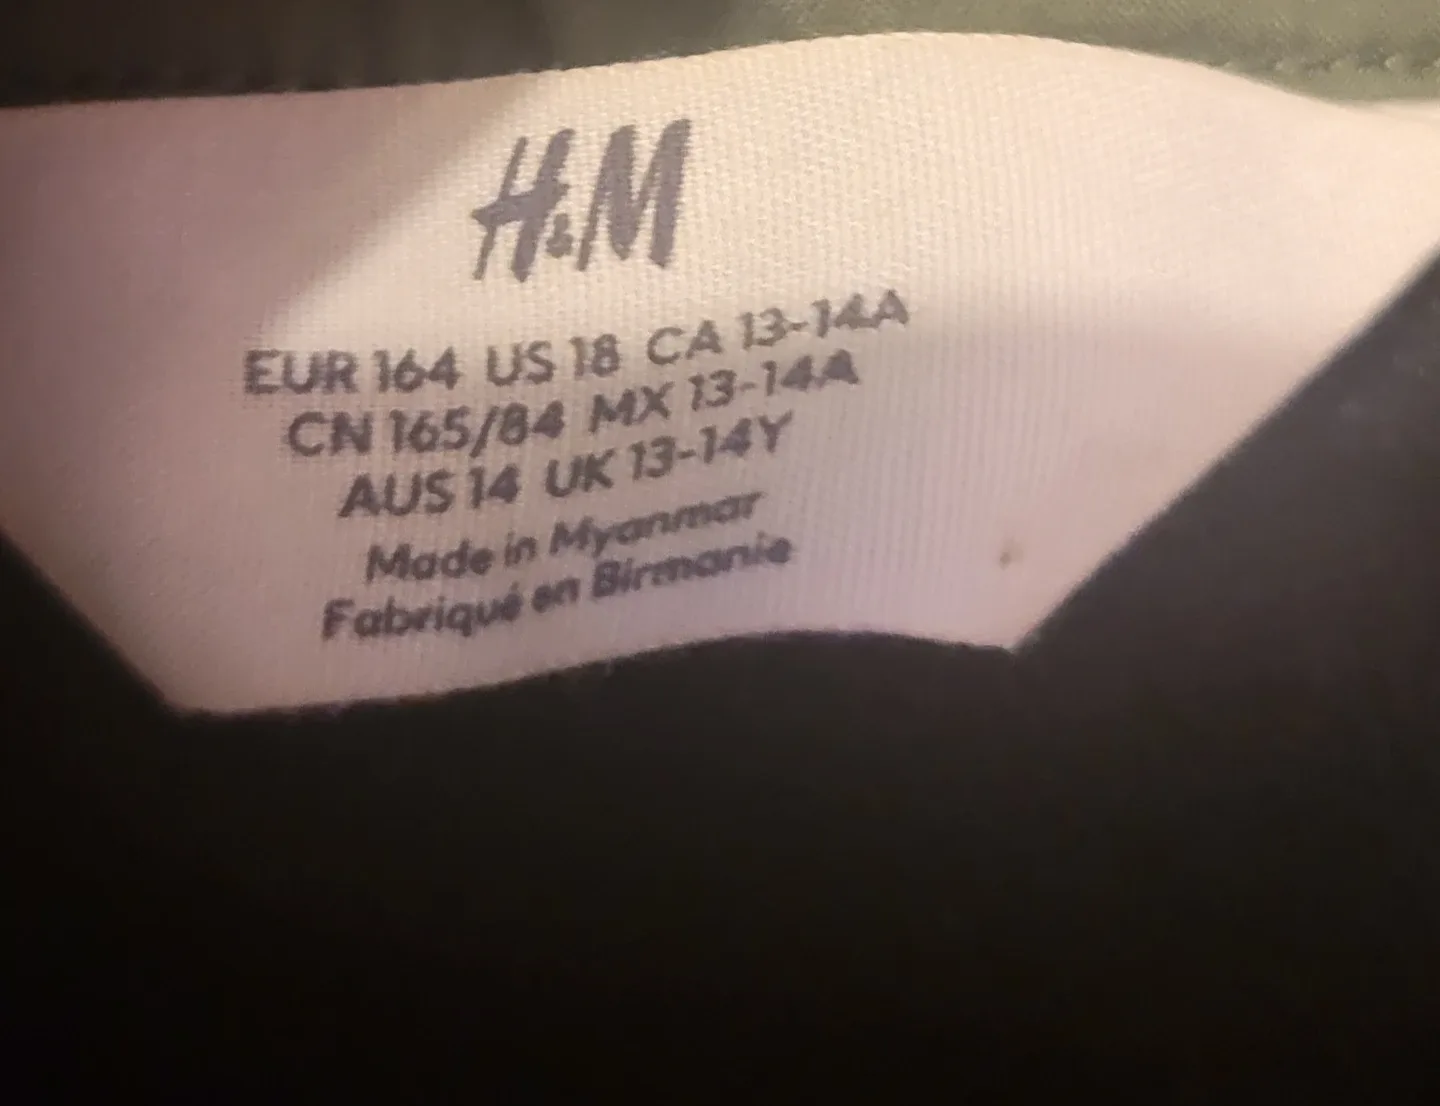 H&M
EUR 164 US 18 CA 13-14A
CN 165/84 MX 13-14A
AUS 14 UK 13-14Y
Made in Myanmar
Fabriqué en Birmanie